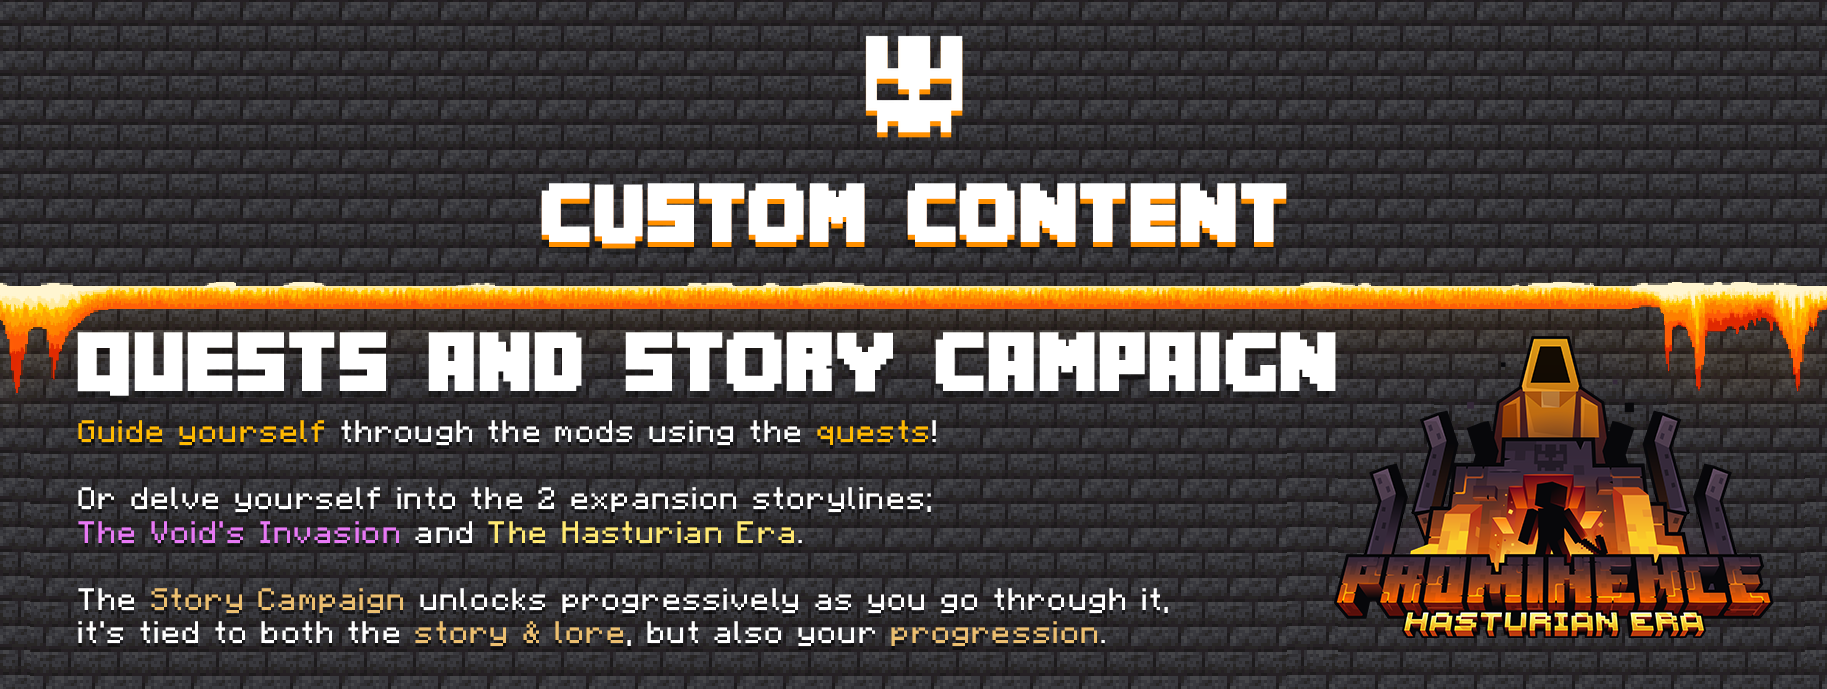 CUSTOM CONTENT
QUESTS AND STORY CAMPAIGN
Guide yourself through the mods using the quests!
Or delve yourself into the 2 expansion storylines;
The Void's Invasion and The Hasturian Era.
The Story Campaign unlocks progressively as you go through it,
it's tied to both the story & lore, but also your progression.
PROMINENCE
HASTURIAN ERA